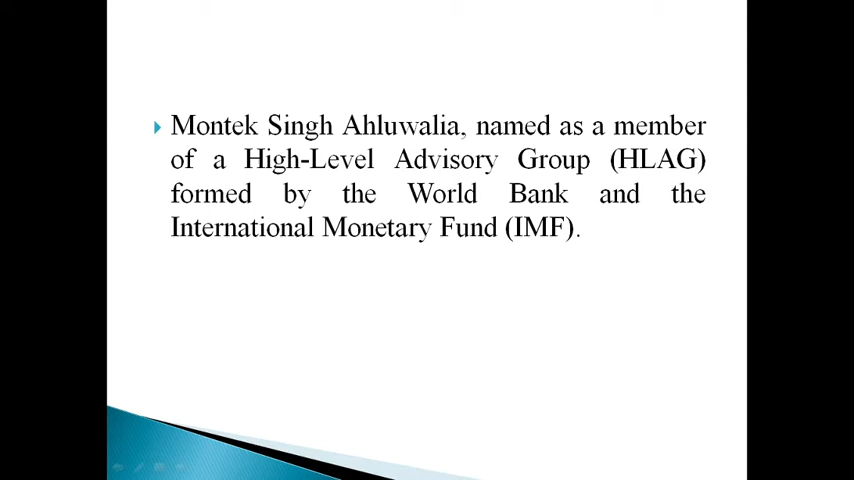 Montek Singh Ahluwalia, named as a member
of a High-Level Advisory Group (HLAG)
formed by the World Bank and the
International Monetary Fund (IMF).